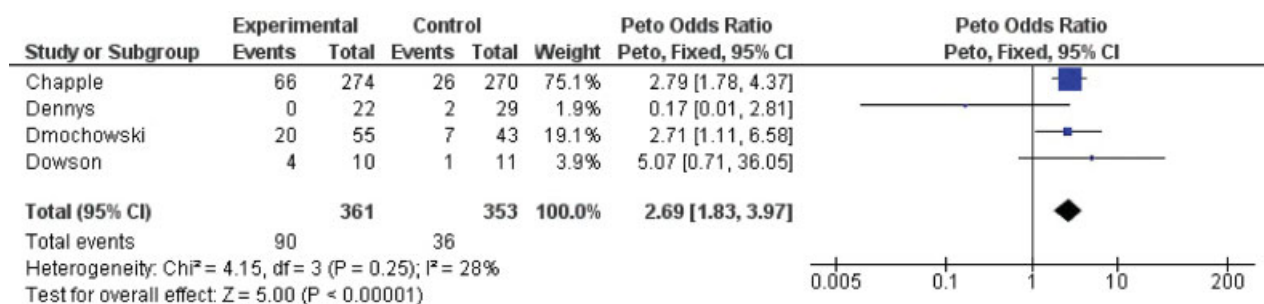 Experimental Control Peto Odds Ratio Peto Odds Ratio
Study or Subgroup Events Total Events Total Weight Peto, Fixed, 95% CI Peto, Fixed, 95% CI
Chapple 66 274 26 270 75.1% 2.79 [1.78, 4.37]
Dennys 0 22 2 29 1.9% 0.17 [0.01, 2.81]
Dmochowski 20 55 7 43 19.1% 2.71 [1.11, 6.58]
Dowson 4 10 1 11 3.9% 5.07 [0.71, 36.05]
Total (95% CI) 361 353 100.0% 2.69 [1.83, 3.97]
Total events 90 36
Heterogeneity: Chi² = 4.15, df = 3 (P = 0.25); I² = 28%
Test for overall effect: Z = 5.00 (P < 0.00001)
0.005 0.1 1 10 200